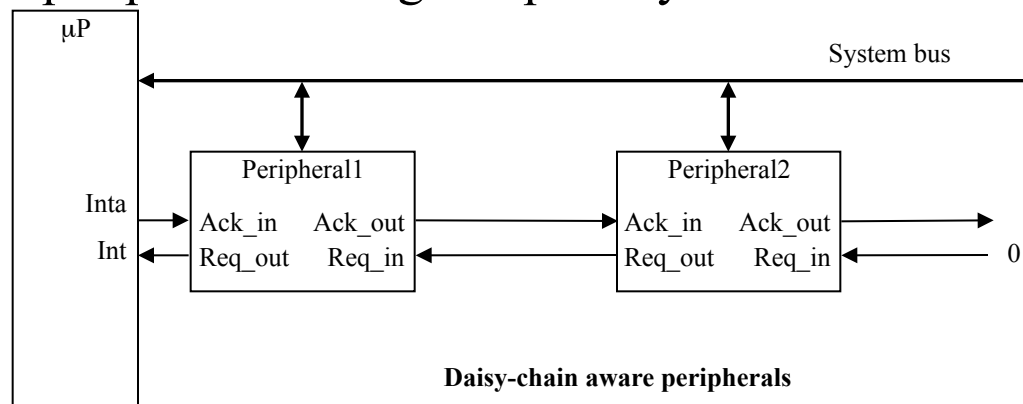 μP
System bus
Peripheral1
Peripheral2
Inta
Ack_in Ack_out
Ack_in Ack_out
Int
Req_out Req_in
Req_out Req_in
0
Daisy-chain aware peripherals